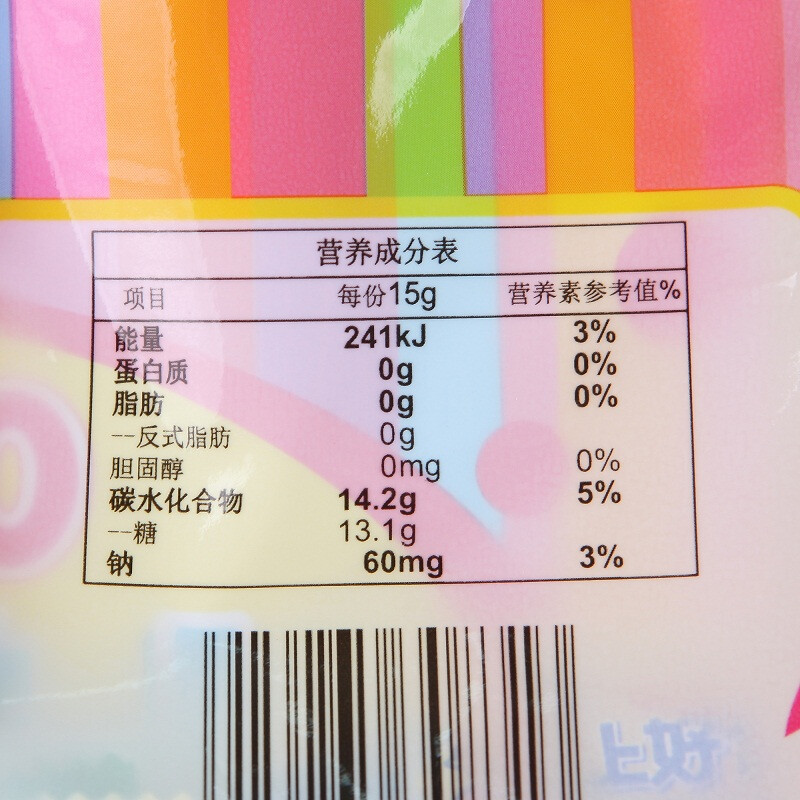 营养成分表
项目 每份15g 营养素参考值%
能量 241kJ 3%
蛋白质 0g 0%
脂肪 0g 0%
--反式脂肪 0g
胆固醇 0mg 0%
碳水化合物 14.2g 5%
--糖 13.1g
钠 60mg 3%
上好